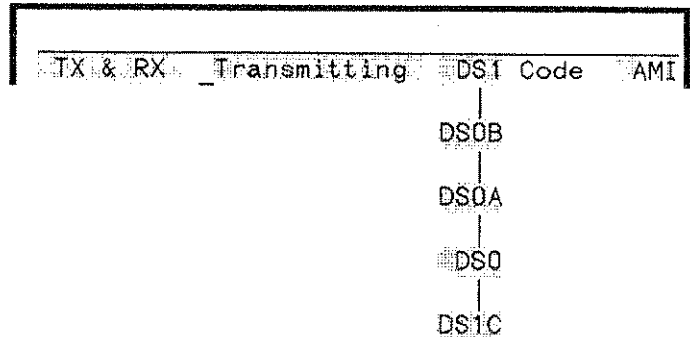 TX & RX _Transmitting DS1 Code AMI
DS0B
DS0A
DS0
DS1C